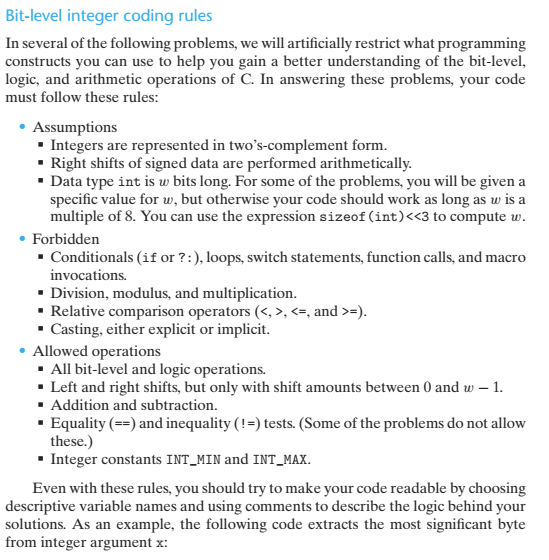 Bit-level integer coding rules
In several of the following problems, we will artificially restrict what programming
constructs you can use to help you gain a better understanding of the bit-level,
logic, and arithmetic operations of C. In answering these problems, your code
must follow these rules:
• Assumptions
▪ Integers are represented in two's-complement form.
▪ Right shifts of signed data are performed arithmetically.
▪ Data type int is w bits long. For some of the problems, you will be given a
specific value for w, but otherwise your code should work as long as w is a
multiple of 8. You can use the expression sizeof(int)<<3 to compute w.
• Forbidden
▪ Conditionals (if or ?:), loops, switch statements, function calls, and macro
invocations.
▪ Division, modulus, and multiplication.
▪ Relative comparison operators (<, >, <=, and >=).
▪ Casting, either explicit or implicit.
• Allowed operations
▪ All bit-level and logic operations.
▪ Left and right shifts, but only with shift amounts between 0 and w − 1.
▪ Addition and subtraction.
▪ Equality (==) and inequality (!=) tests. (Some of the problems do not allow
these.)
▪ Integer constants INT_MIN and INT_MAX.
Even with these rules, you should try to make your code readable by choosing
descriptive variable names and using comments to describe the logic behind your
solutions. As an example, the following code extracts the most significant byte
from integer argument x: